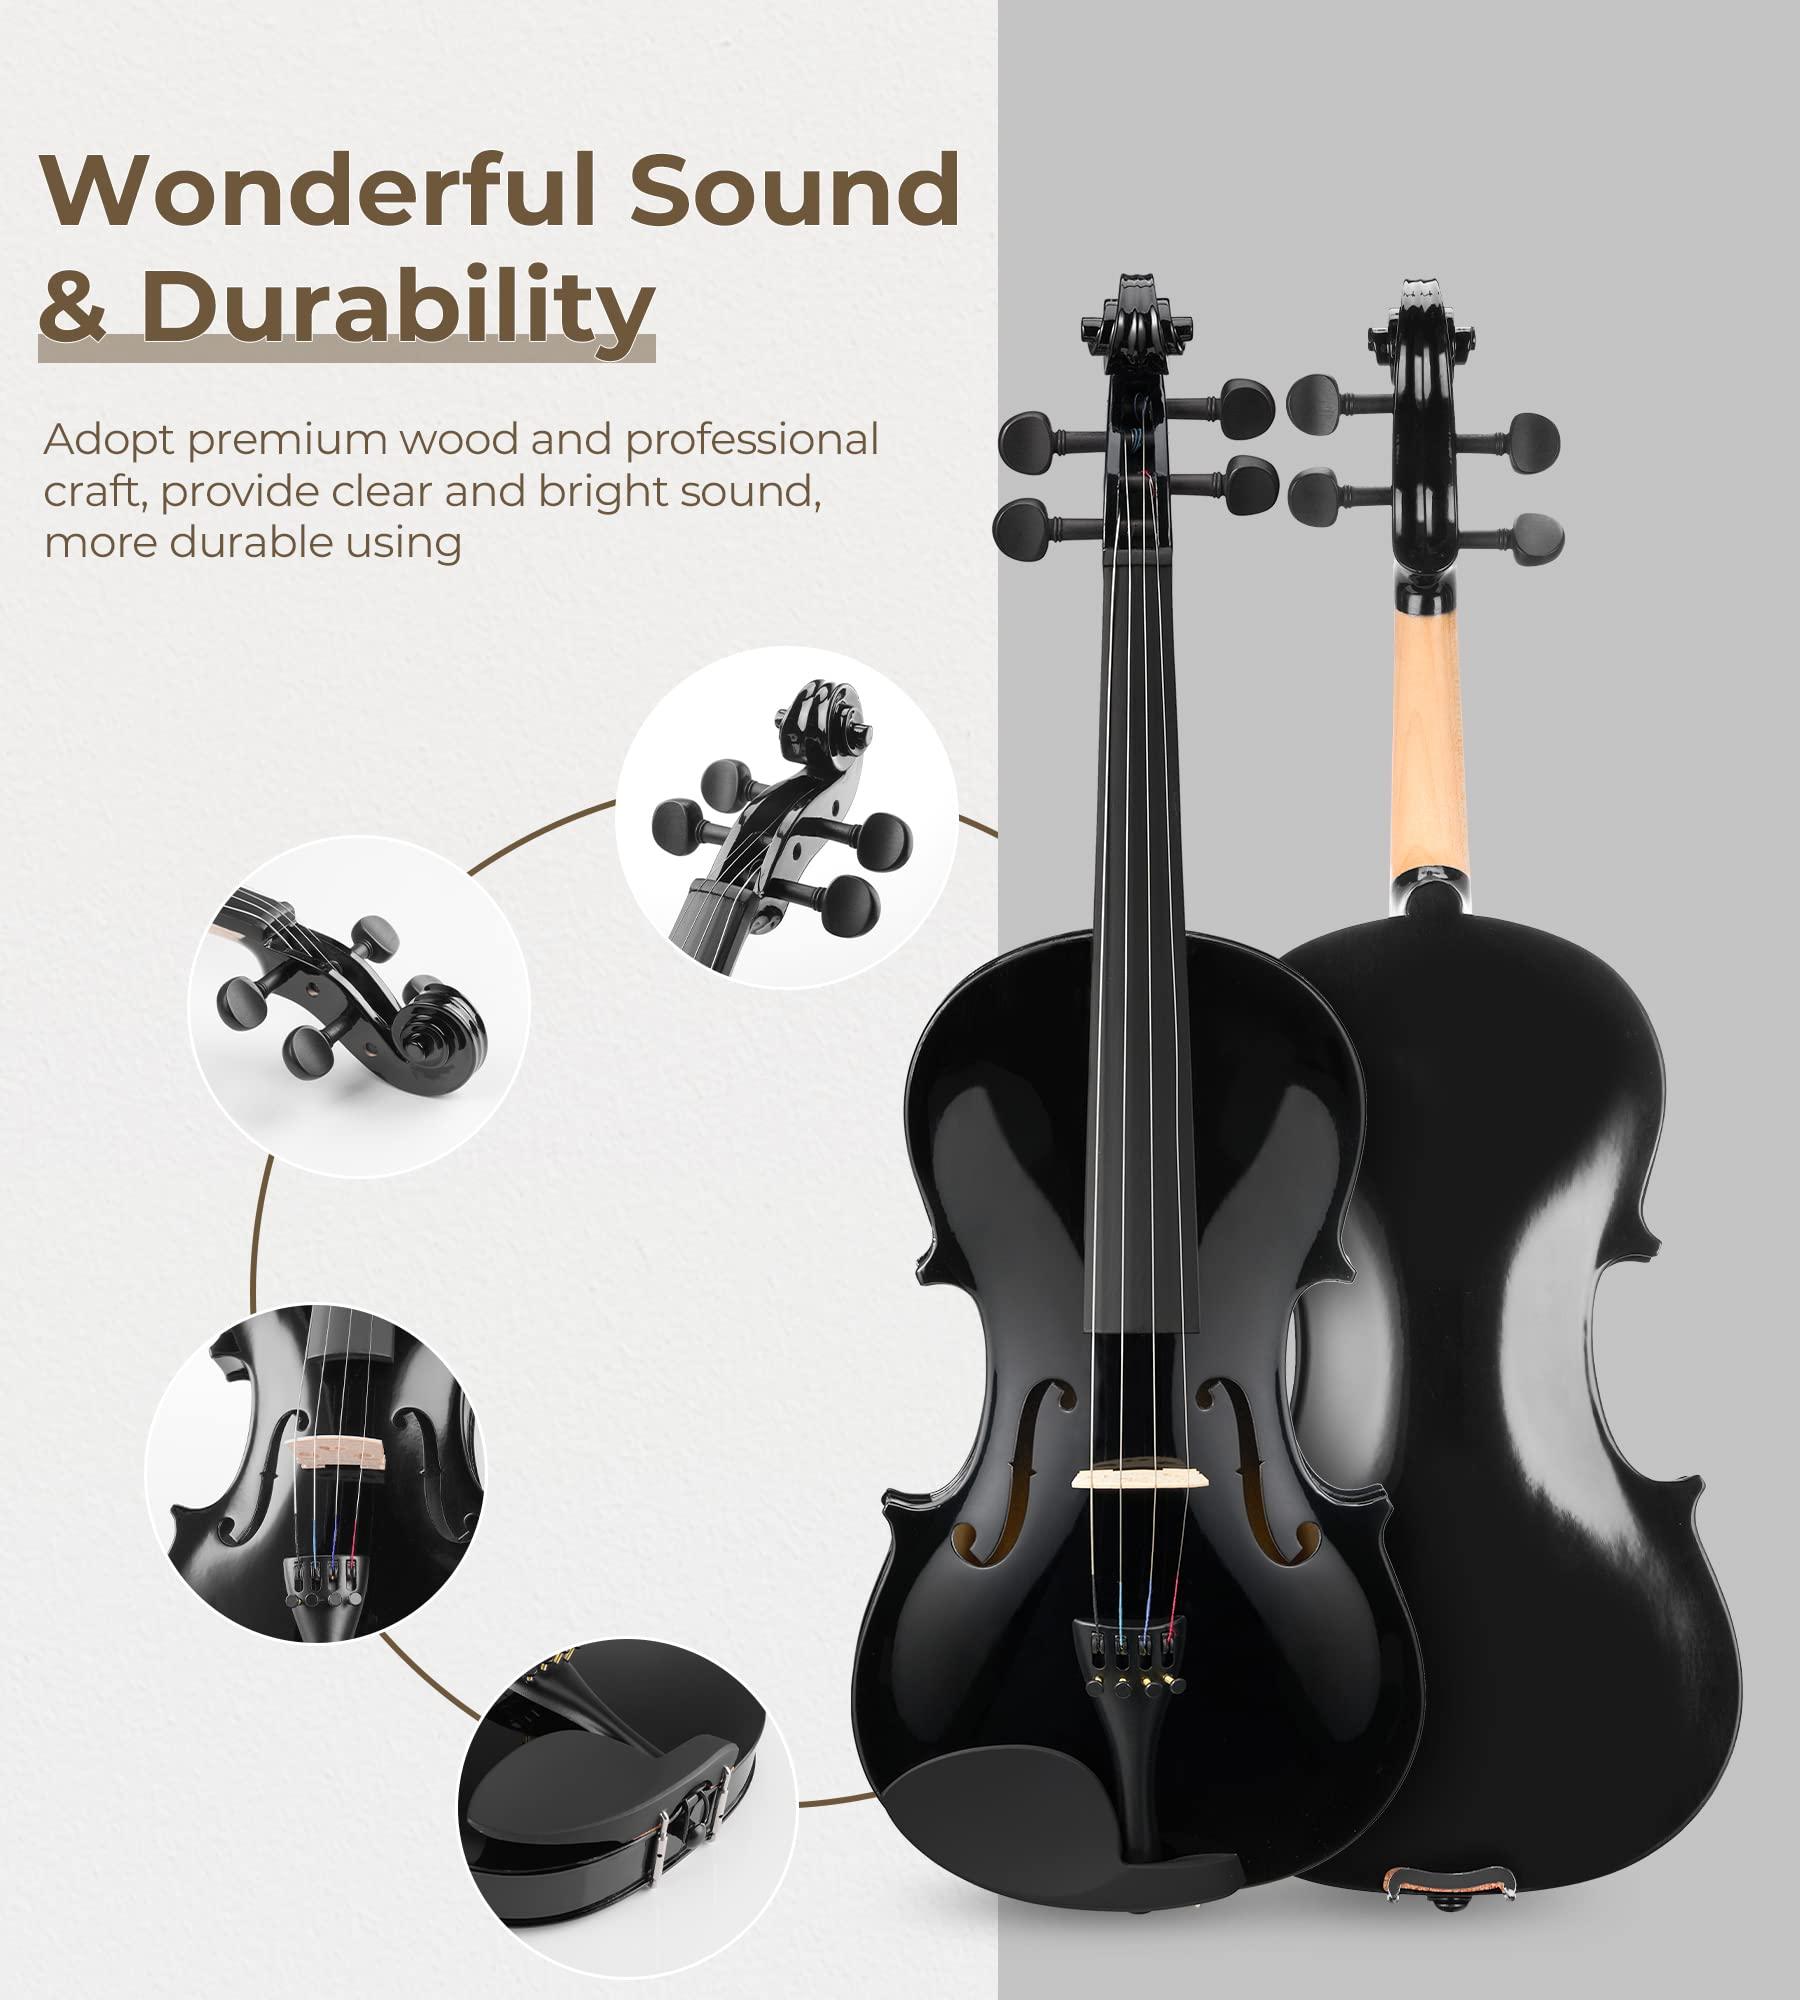 Wonderful Sound
& Durability
Adopt premium wood and professional
craft, provide clear and bright sound,
more durable using